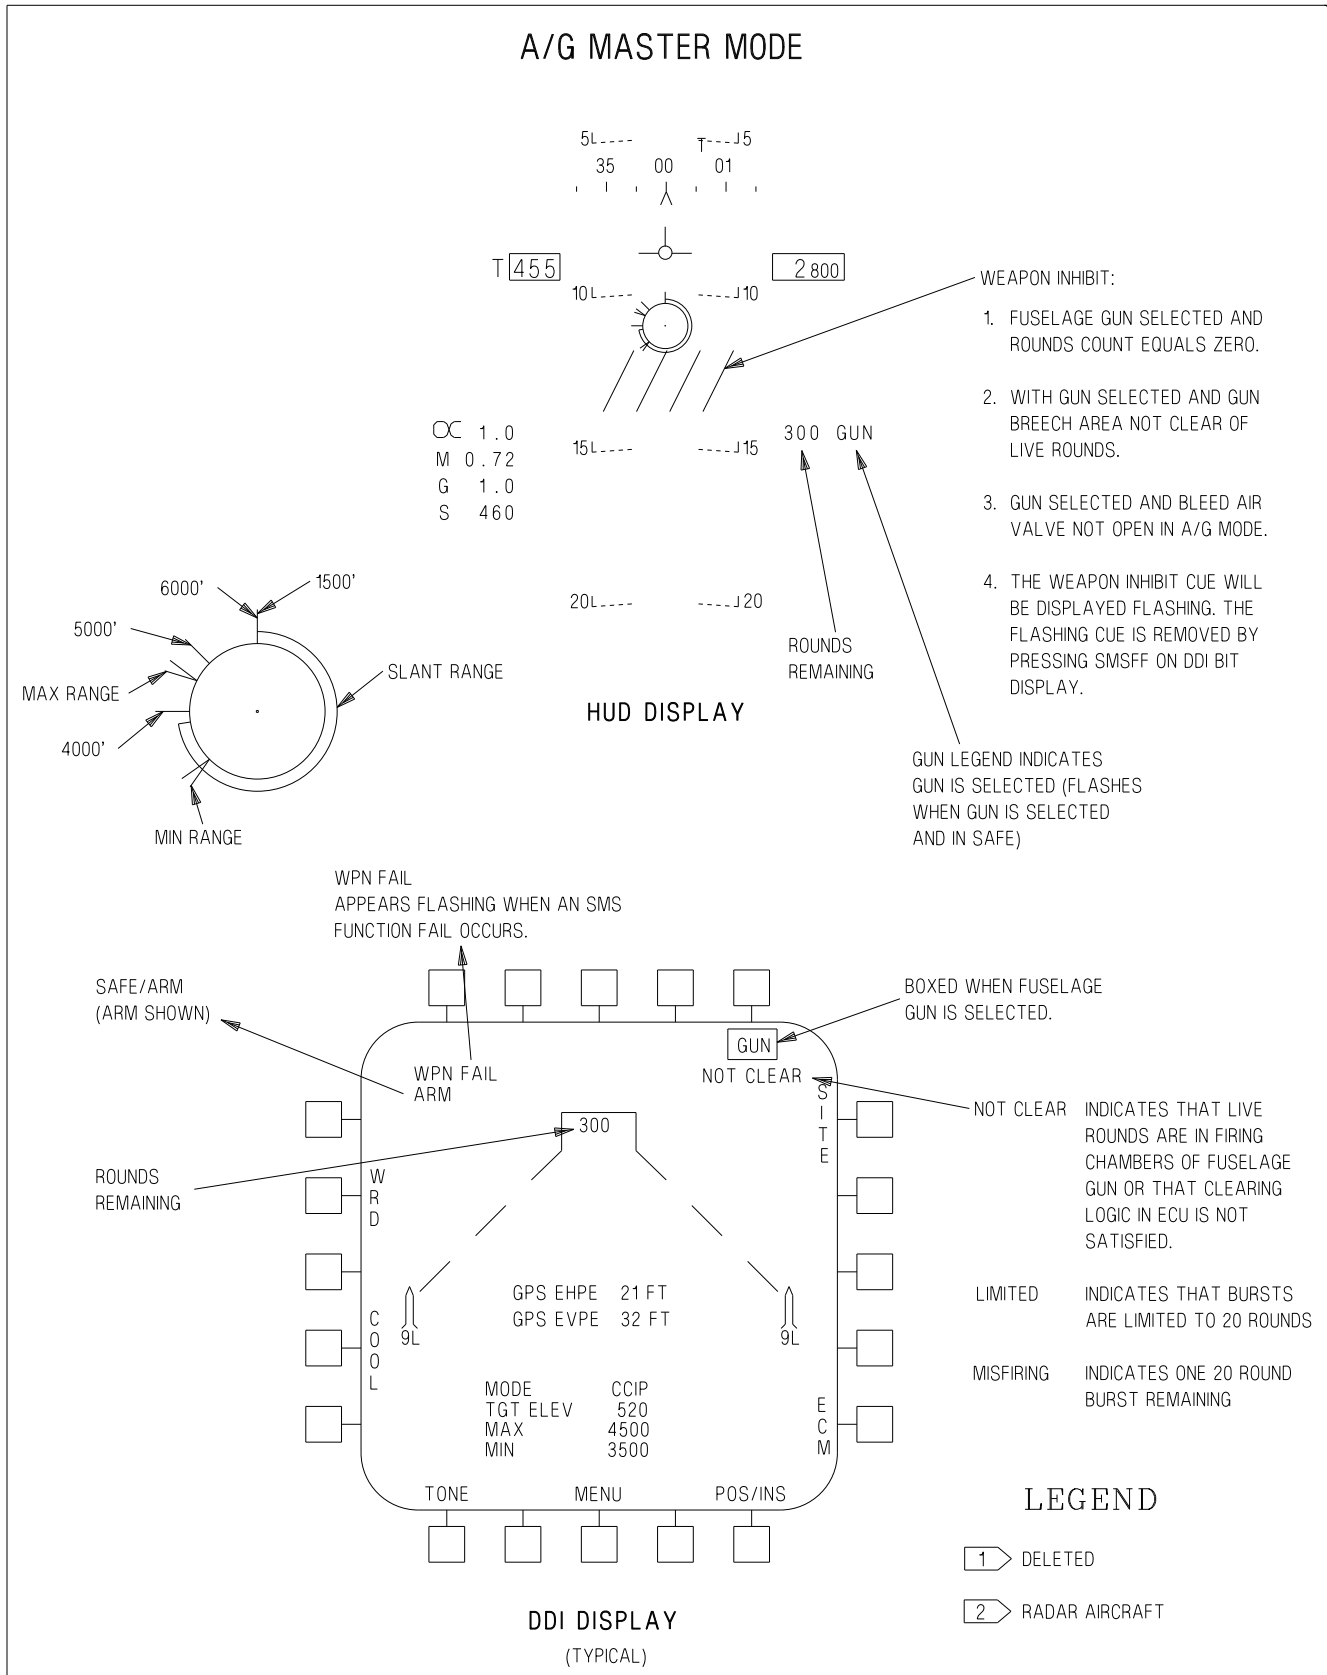 A/G MASTER MODE
5 T 5
35 00 01
T 455 2800
10 10
WEAPON INHIBIT:
1. FUSELAGE GUN SELECTED AND
ROUNDS COUNT EQUALS ZERO.
2. WITH GUN SELECTED AND GUN
BREECH AREA NOT CLEAR OF
LIVE ROUNDS.
3. GUN SELECTED AND BLEED AIR
VALVE NOT OPEN IN A/G MODE.
4. THE WEAPON INHIBIT CUE WILL
BE DISPLAYED FLASHING. THE
FLASHING CUE IS REMOVED BY
PRESSING SMSFF ON DDI BIT
DISPLAY.
α 1.0
M 0.72
G 1.0
S 460
15 15
300 GUN
20 20
ROUNDS
REMAINING
6000'
1500'
5000'
MAX RANGE
SLANT RANGE
4000'
MIN RANGE
HUD DISPLAY
GUN LEGEND INDICATES
GUN IS SELECTED (FLASHES
WHEN GUN IS SELECTED
AND IN SAFE)
WPN FAIL
APPEARS FLASHING WHEN AN SMS
FUNCTION FAIL OCCURS.
SAFE/ARM
(ARM SHOWN)
BOXED WHEN FUSELAGE
GUN IS SELECTED.
GUN
NOT CLEAR
WPN FAIL
ARM
300
ROUNDS
REMAINING
WRD
COOL
SITE
ECM
GPS EHPE 21 FT
GPS EVPE 32 FT
9L
9L
MODE CCIP
TGT ELEV 520
MAX 4500
MIN 3500
TONE MENU POS/INS
NOT CLEAR INDICATES THAT LIVE
ROUNDS ARE IN FIRING
CHAMBERS OF FUSELAGE
GUN OR THAT CLEARING
LOGIC IN ECU IS NOT
SATISFIED.
LIMITED INDICATES THAT BURSTS
ARE LIMITED TO 20 ROUNDS
MISFIRING INDICATES ONE 20 ROUND
BURST REMAINING
LEGEND
1 DELETED
2 RADAR AIRCRAFT
DDI DISPLAY
(TYPICAL)